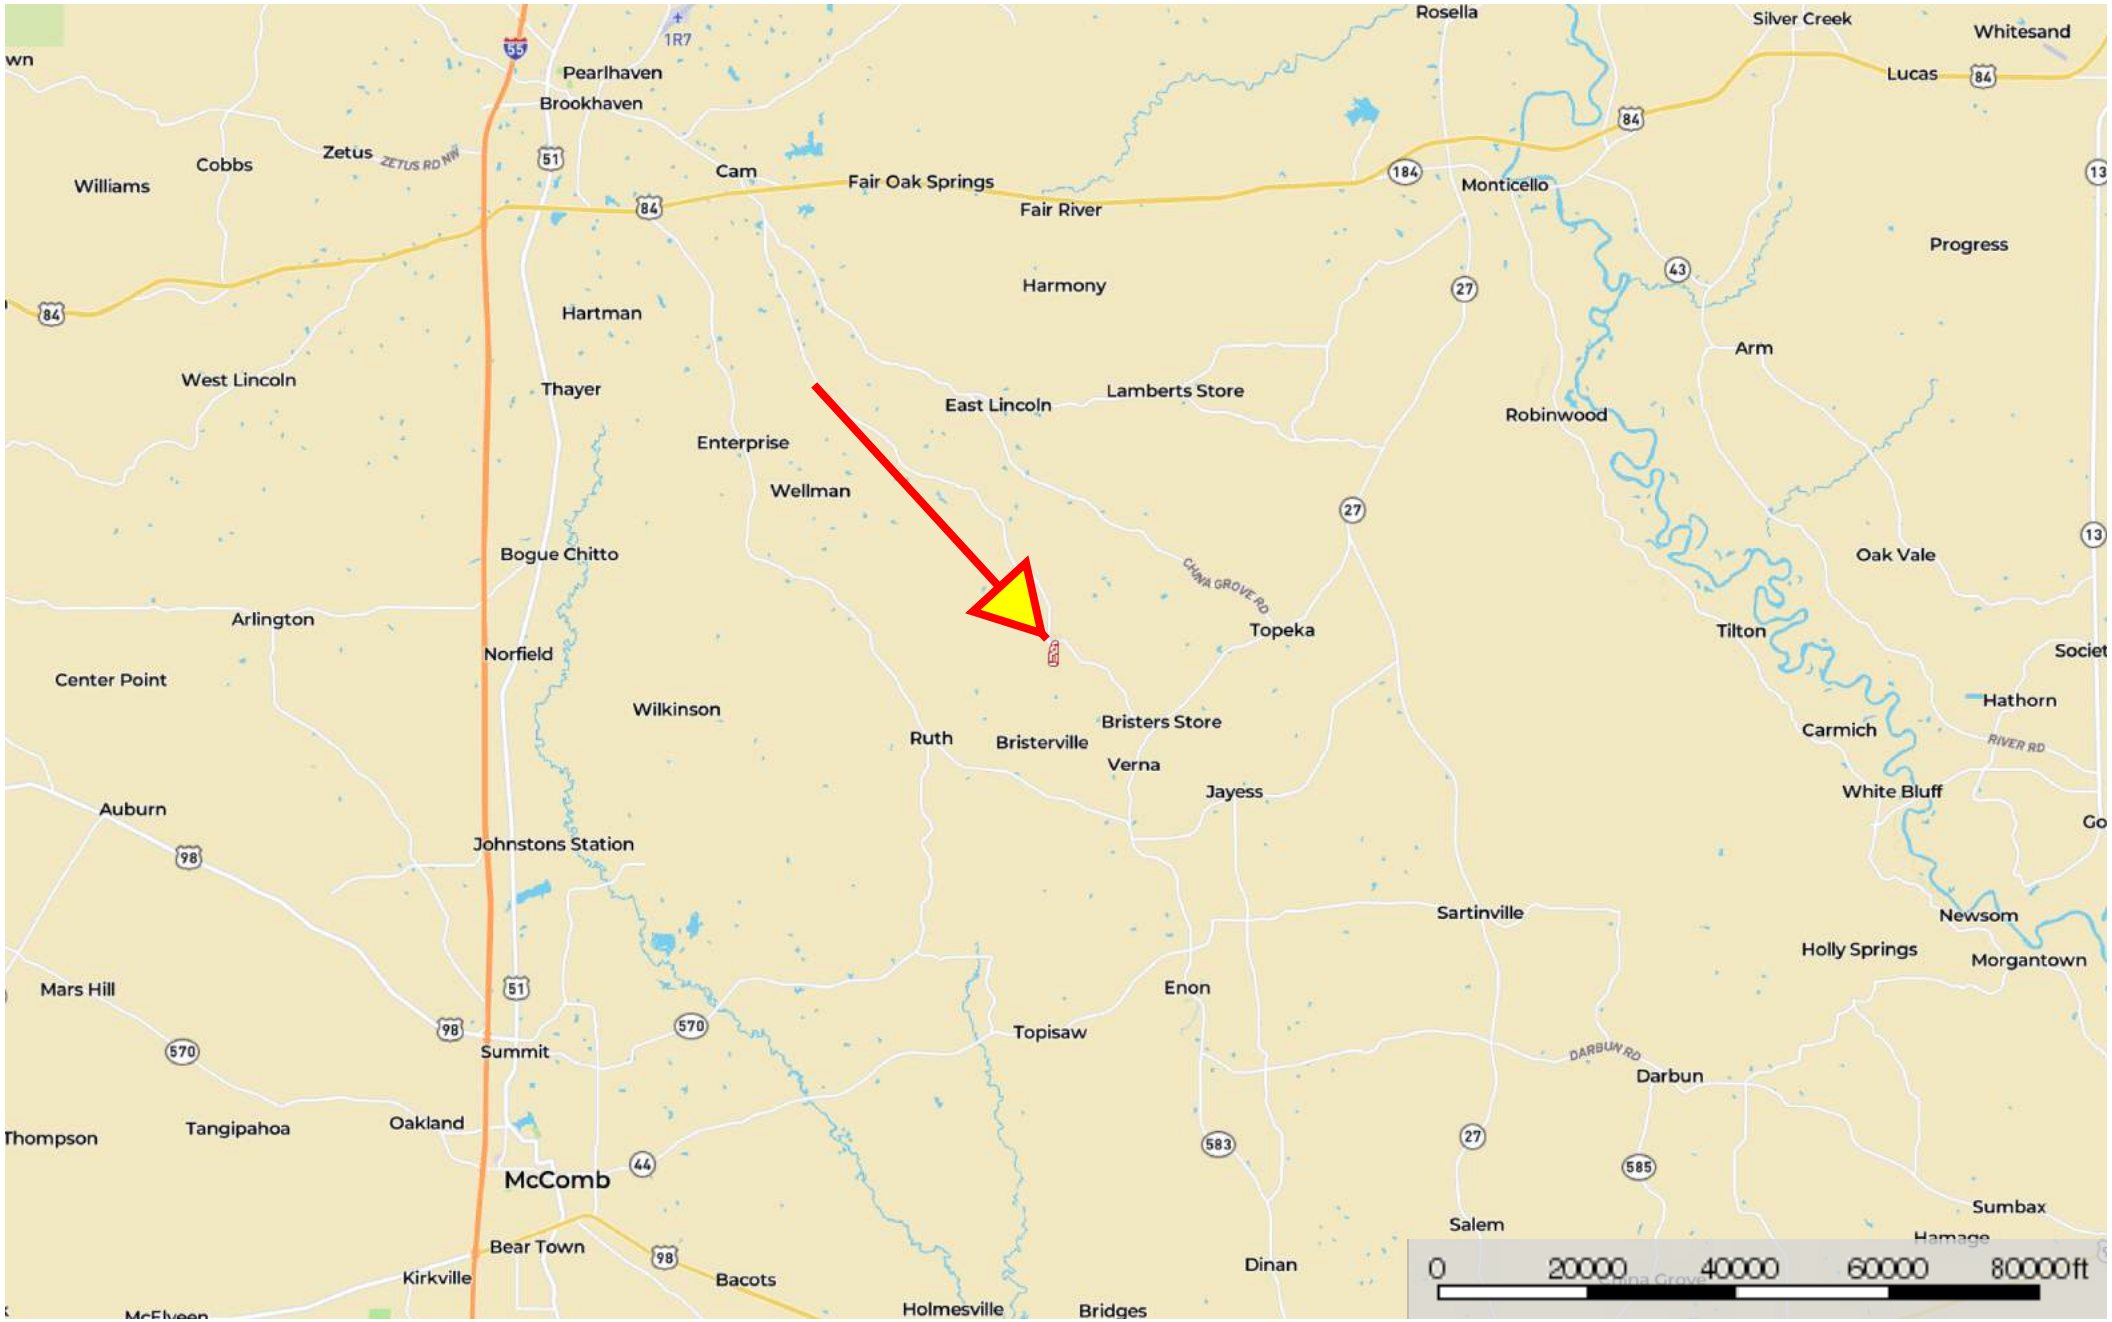 Rosella
Silver Creek
Whitesand
wn
55
1R7
Pearlhaven
Lucas
84
Brookhaven
84
Zetus
ZETUS RD NW
51
Cobbs
Cam
184
13
Williams
Fair Oak Springs
Monticello
84
Fair River
Progress
43
Harmony
27
84
Hartman
Arm
West Lincoln
Thayer
Lamberts Store
East Lincoln
Robinwood
Enterprise
Wellman
27
13
Bogue Chitto
Oak Vale
CHINA GROVE RD
Arlington
Topeka
Tilton
Norfield
Societ
Center Point
Hathorn
Wilkinson
Bristers Store
Carmich
Ruth
Bristerville
RIVER RD
Verna
Jayess
White Bluff
Auburn
Go
98
Johnstons Station
Sartinville
Newsom
Holly Springs
Morgantown
Mars Hill
51
Enon
98
570
Topisaw
570
Summit
DARBUN RD
Darbun
Oakland
Tangipahoa
Thompson
27
583
44
585
McComb
Sumbax
Salem
Hamage
Bear Town
98
Dinan
Kirkville
Bacots
0 20000 40000 60000 80000 ft
China Grove
Holmesville
Bridges
McElveen